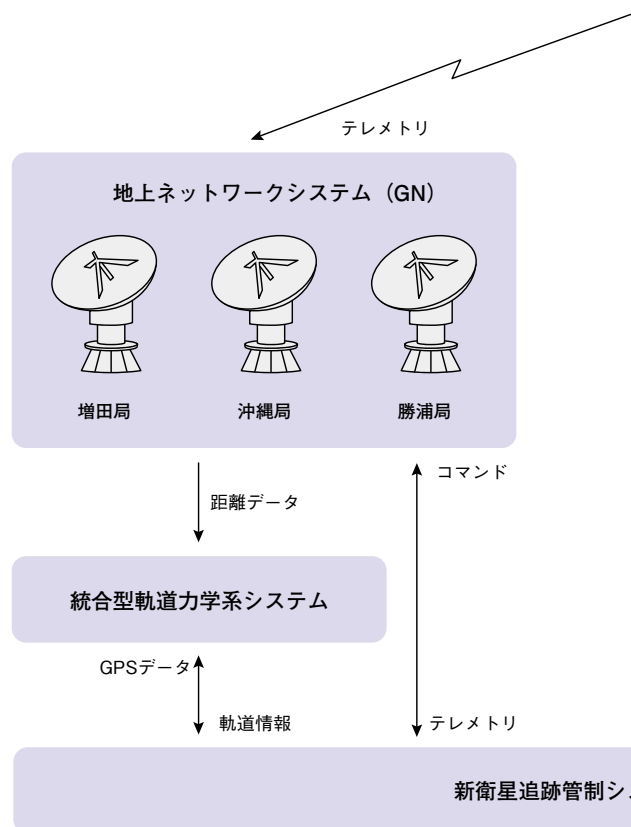 テレメトリ
地上ネットワークシステム（GN）
増田局
沖縄局
勝浦局
コマンド
距離データ
統合型軌道力学系システム
GPSデータ
軌道情報
テレメトリ
新衛星追跡管制シ